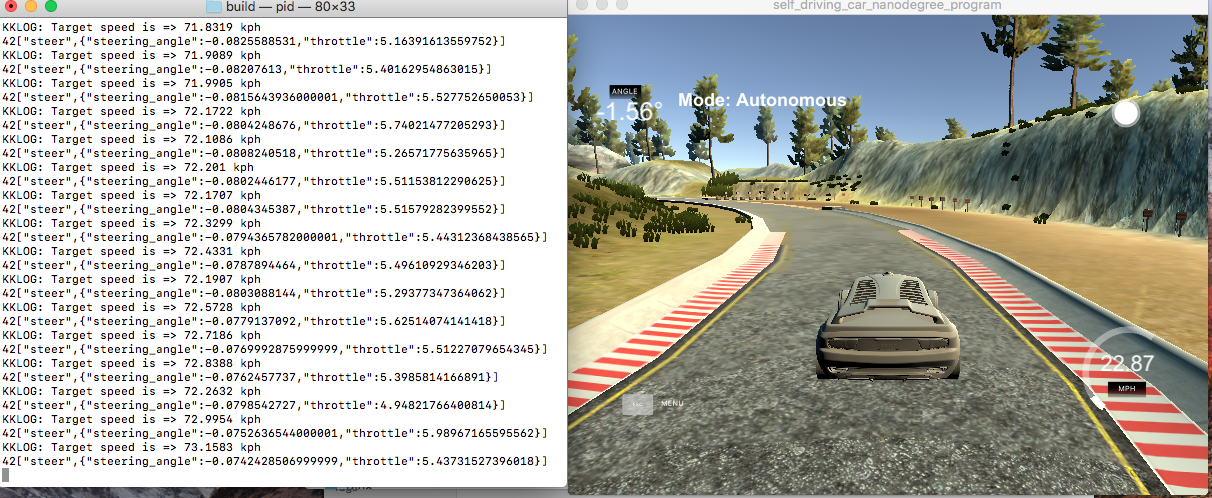 build — pid — 80×33
KKLOG: Target speed is => 71.8319 kph
42["steer",{"steering_angle":-0.0825588531,"throttle":5.16391613559752}]
KKLOG: Target speed is => 71.9089 kph
42["steer",{"steering_angle":-0.08207613,"throttle":5.40162954863015}]
KKLOG: Target speed is => 71.9905 kph
42["steer",{"steering_angle":-0.0815643936000001,"throttle":5.527752650053}]
KKLOG: Target speed is => 72.1722 kph
42["steer",{"steering_angle":-0.0804248676,"throttle":5.74021477205293}]
KKLOG: Target speed is => 72.1086 kph
42["steer",{"steering_angle":-0.0808240518,"throttle":5.26571775635965}]
KKLOG: Target speed is => 72.201 kph
42["steer",{"steering_angle":-0.0802446177,"throttle":5.51153812290625}]
KKLOG: Target speed is => 72.1707 kph
42["steer",{"steering_angle":-0.0804345387,"throttle":5.51579282399552}]
KKLOG: Target speed is => 72.3299 kph
42["steer",{"steering_angle":-0.0794365782000001,"throttle":5.44312368438565}]
KKLOG: Target speed is => 72.4331 kph
42["steer",{"steering_angle":-0.0787894464,"throttle":5.49610929346203}]
KKLOG: Target speed is => 72.1907 kph
42["steer",{"steering_angle":-0.0803088144,"throttle":5.29377347364062}]
KKLOG: Target speed is => 72.5728 kph
42["steer",{"steering_angle":-0.0779137092,"throttle":5.62514074141418}]
KKLOG: Target speed is => 72.7186 kph
42["steer",{"steering_angle":-0.0769992875999999,"throttle":5.51227079654345}]
KKLOG: Target speed is => 72.8388 kph
42["steer",{"steering_angle":-0.0762457737,"throttle":5.3985814166891}]
KKLOG: Target speed is => 72.2632 kph
42["steer",{"steering_angle":-0.0798542727,"throttle":4.94821766400814}]
KKLOG: Target speed is => 72.9954 kph
42["steer",{"steering_angle":-0.0752636544000001,"throttle":5.98967165595562}]
KKLOG: Target speed is => 73.1583 kph
42["steer",{"steering_angle":-0.0742428506999999,"throttle":5.43731527396018}]
self_driving_car_nanodegree_program
ANGLE
-1.56°
Mode: Autonomous
22.87
MPH
MENU